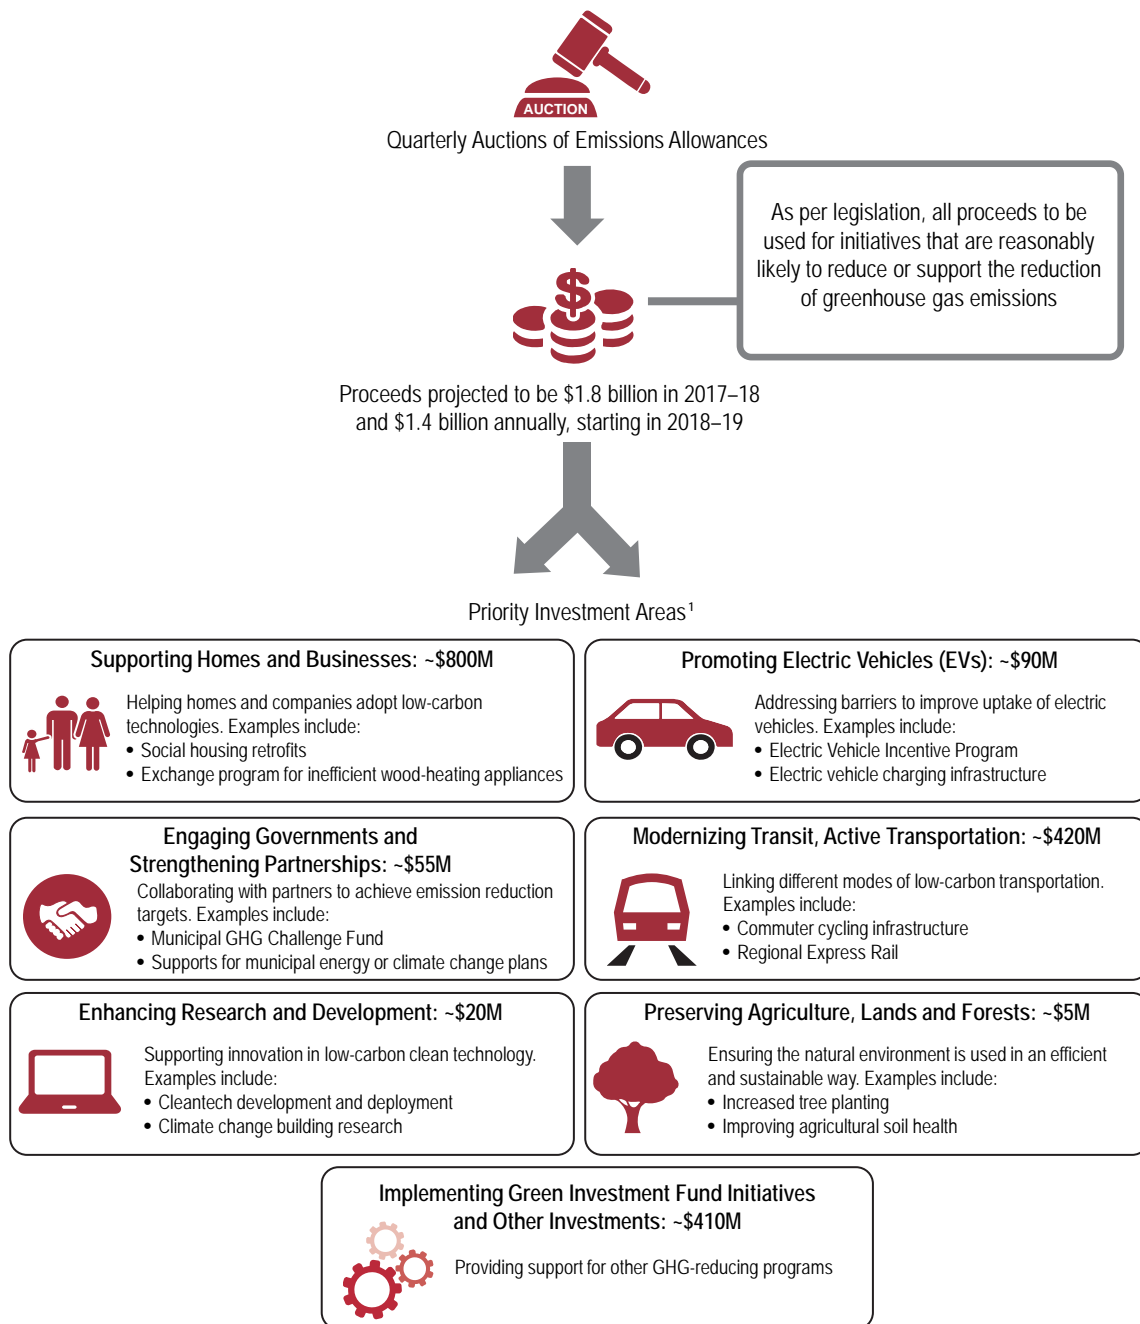 AUCTION
Quarterly Auctions of Emissions Allowances
As per legislation, all proceeds to be
used for initiatives that are reasonably
likely to reduce or support the reduction
of greenhouse gas emissions
$
Proceeds projected to be $1.8 billion in 2017–18
and $1.4 billion annually, starting in 2018–19
Priority Investment Areas¹
Supporting Homes and Businesses: ~$800M
Helping homes and companies adopt low-carbon
technologies. Examples include:
• Social housing retrofits
• Exchange program for inefficient wood-heating appliances
Promoting Electric Vehicles (EVs): ~$90M
Addressing barriers to improve uptake of electric
vehicles. Examples include:
• Electric Vehicle Incentive Program
• Electric vehicle charging infrastructure
Engaging Governments and
Strengthening Partnerships: ~$55M
Collaborating with partners to achieve emission reduction
targets. Examples include:
• Municipal GHG Challenge Fund
• Supports for municipal energy or climate change plans
Modernizing Transit, Active Transportation: ~$420M
Linking different modes of low-carbon transportation.
Examples include:
• Commuter cycling infrastructure
• Regional Express Rail
Enhancing Research and Development: ~$20M
Supporting innovation in low-carbon clean technology.
Examples include:
• Cleantech development and deployment
• Climate change building research
Preserving Agriculture, Lands and Forests: ~$5M
Ensuring the natural environment is used in an efficient
and sustainable way. Examples include:
• Increased tree planting
• Improving agricultural soil health
Implementing Green Investment Fund Initiatives
and Other Investments: ~$410M
Providing support for other GHG-reducing programs